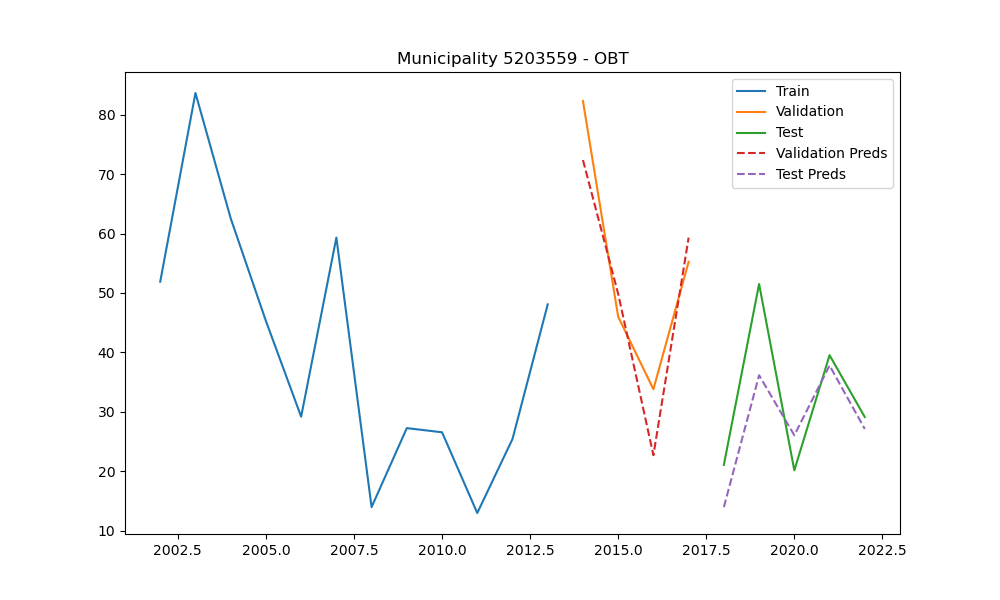 Municipality 5203559 - OBT
Train
Validation
Test
Validation Preds
Test Preds
80
70
60
50
40
30
20
10
2002.5 2005.0 2007.5 2010.0 2012.5 2015.0 2017.5 2020.0 2022.5